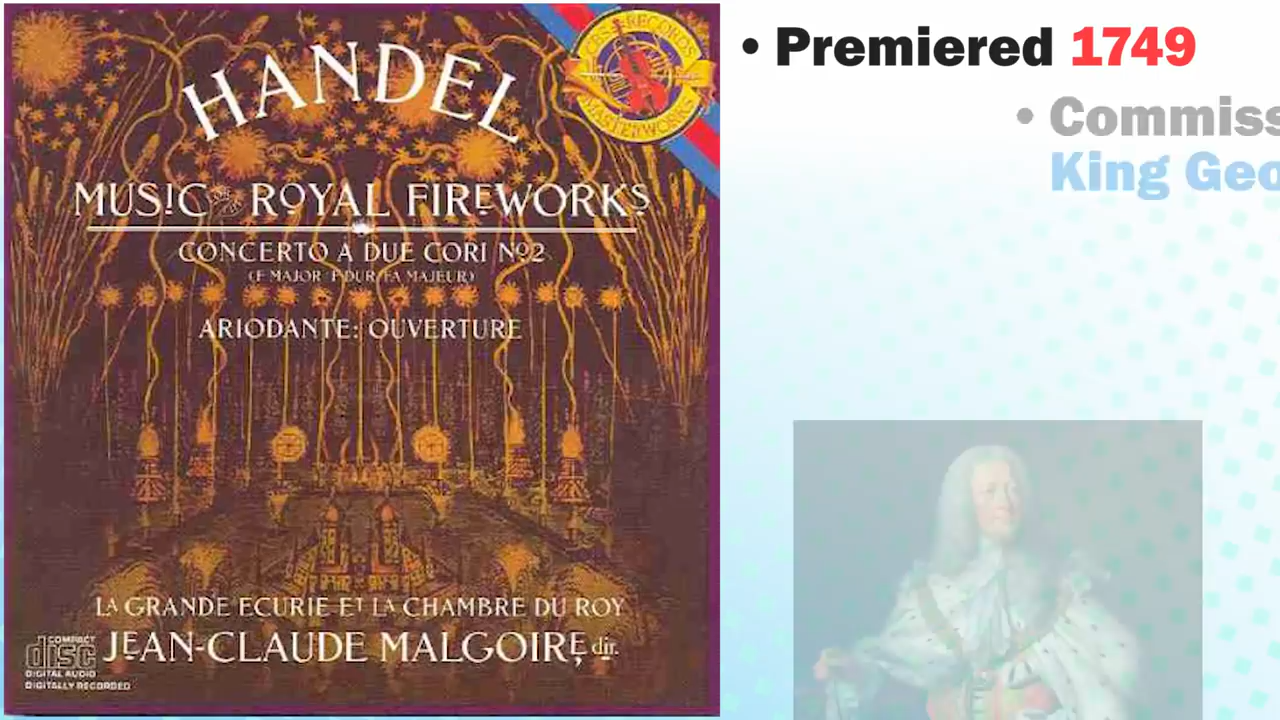 HANDEL
CBS RECORDS
MASTERWORKS
MUSIC ROYAL FIREWORKS
CONCERTO A DUE CORI Nº2
(F MAJOR F DUR FA MAJEUR)
ARIODANTE: OUVERTURE
LA GRANDE ECURIE ET LA CHAMBRE DU ROY
JEAN-CLAUDE MALGOIRE, dir.
COMPACT
disc
DIGITAL AUDIO
DIGITALLY RECORDED
• Premiered 1749
• Commiss
King Geo